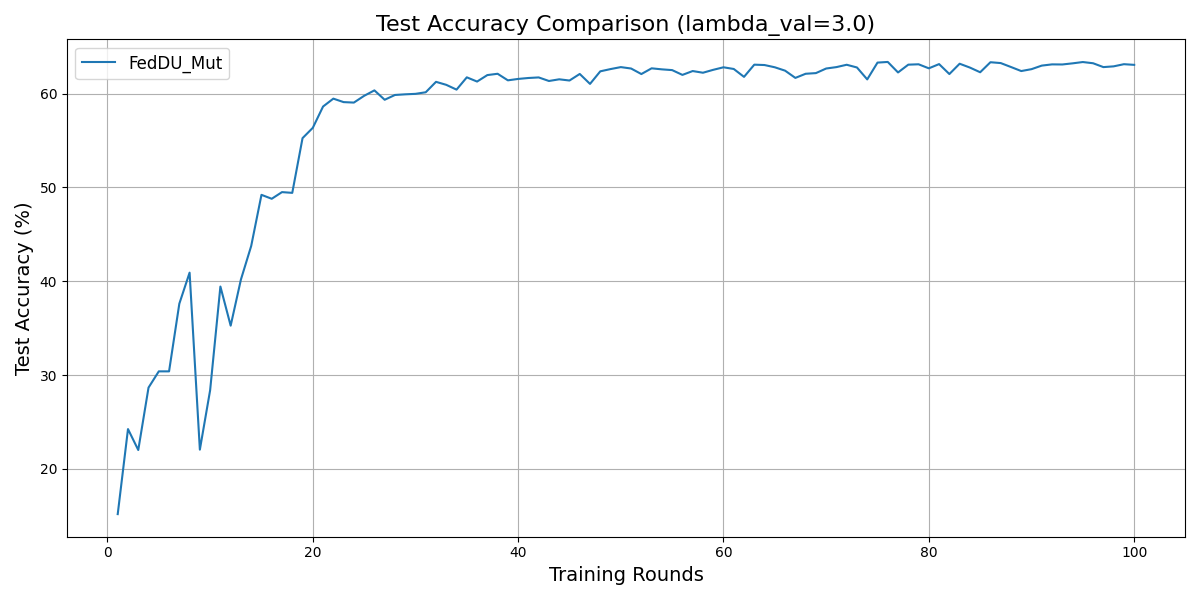 Test Accuracy Comparison (lambda_val=3.0)
FedDU_Mut
Test Accuracy (%)
60
50
40
30
20
0 20 40 60 80 100
Training Rounds